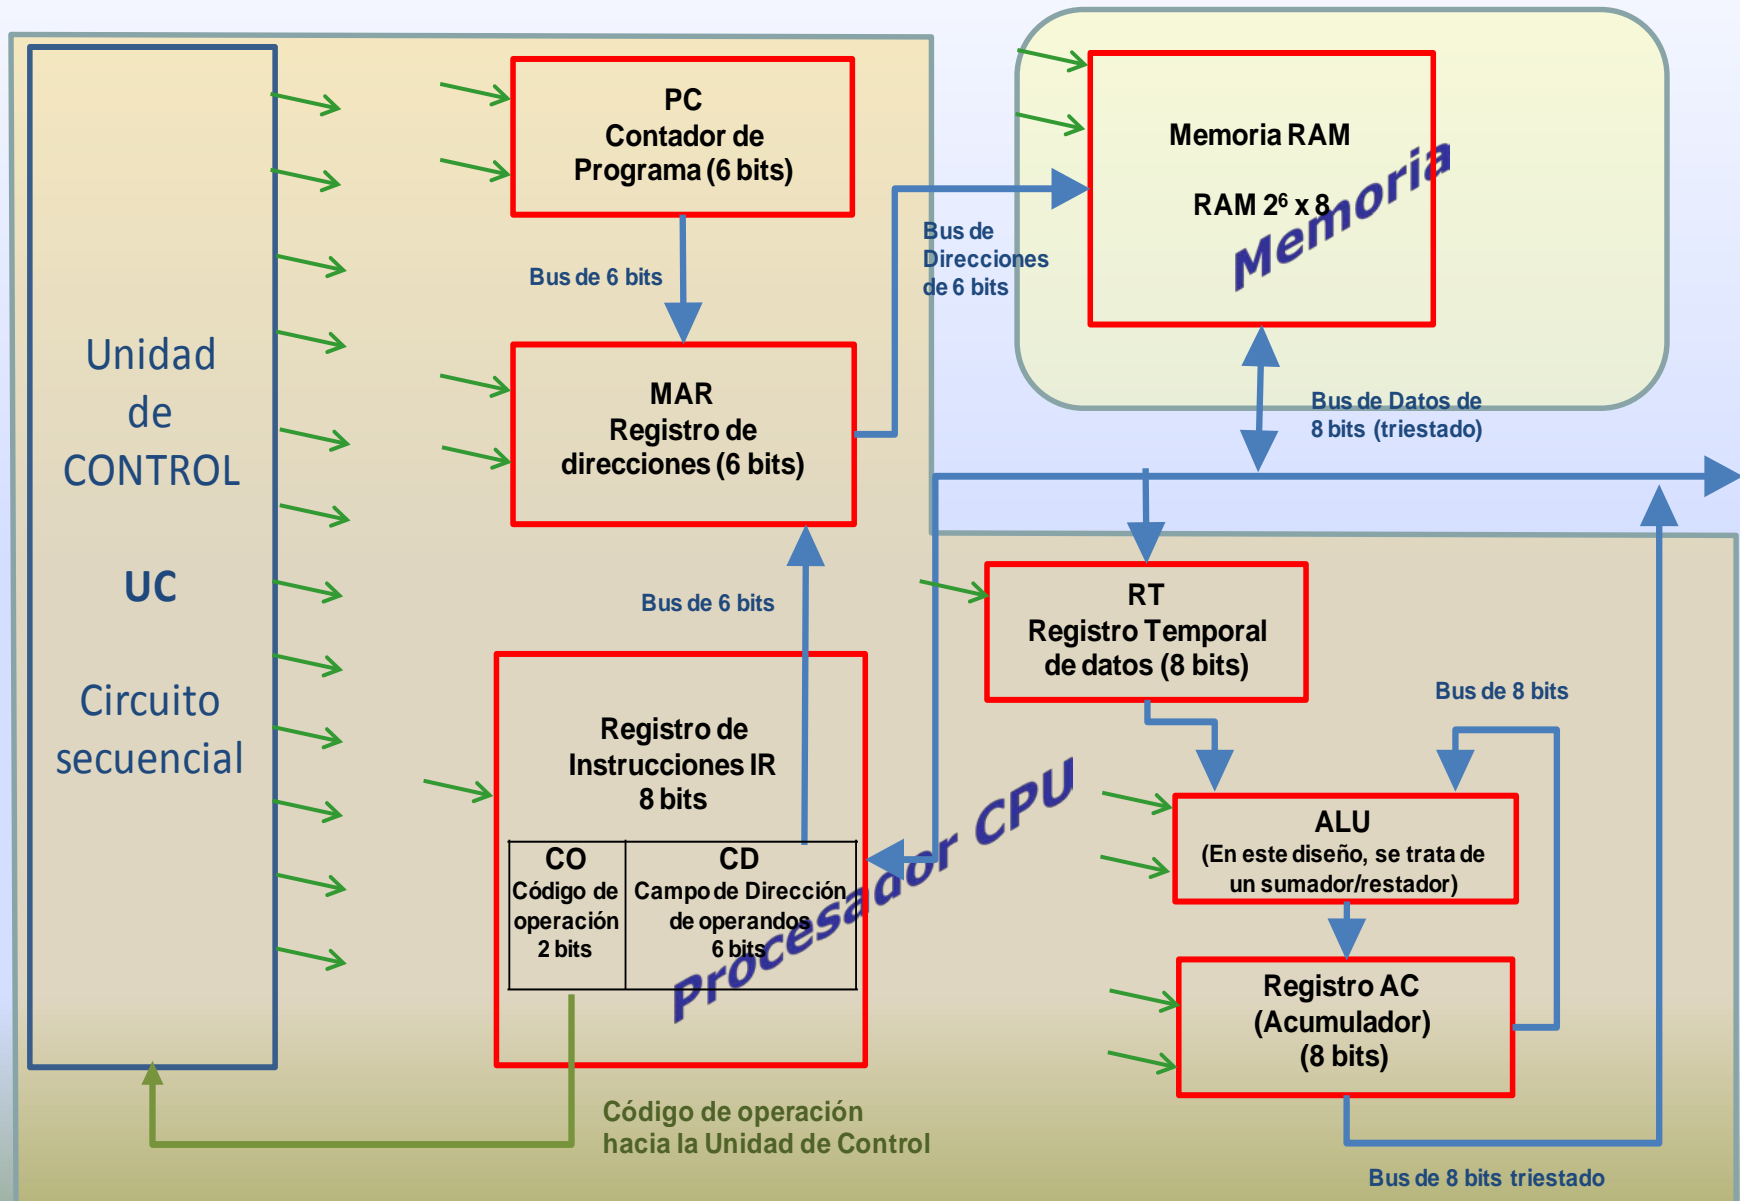 Unidad
de
CONTROL
UC
Circuito
secuencial
PC
Contador de
Programa (6 bits)
Bus de 6 bits
MAR
Registro de
direcciones (6 bits)
Bus de 6 bits
Registro de
Instrucciones IR
8 bits
CO
Código de
operación
2 bits
CD
Campo de Dirección
de operandos
6 bits
Código de operación
hacia la Unidad de Control
Procesador CPU
Memoria RAM
RAM 2⁶ x 8
Memoria
Bus de
Direcciones
de 6 bits
Bus de Datos de
8 bits (triestado)
RT
Registro Temporal
de datos (8 bits)
Bus de 8 bits
ALU
(En este diseño, se trata de
un sumador/restador)
Registro AC
(Acumulador)
(8 bits)
Bus de 8 bits triestado